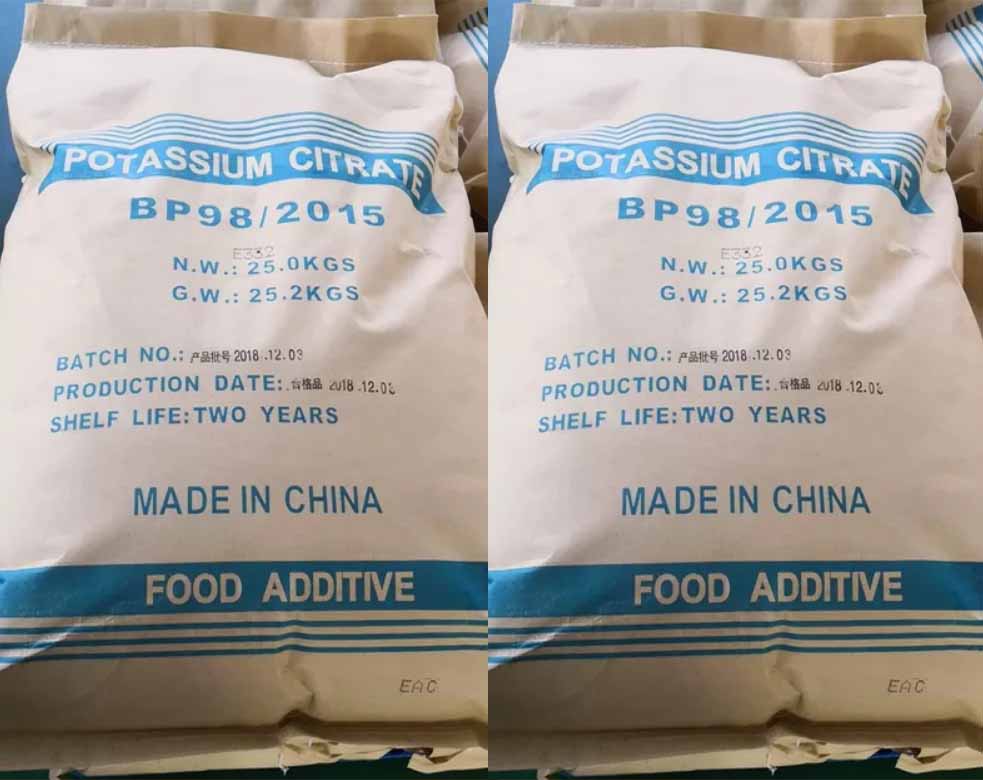 POTASSIUM CITRATE
BP98/2015
E332
N.W.: 25.0KGS
G.W.: 25.2KGS
BATCH NO.: 产品批号 2018.12.03
PRODUCTION DATE: 合格品 2018.12.03
SHELF LIFE: TWO YEARS
MADE IN CHINA
FOOD ADDITIVE
EAC
POTASSIUM CITRATE
BP98/2015
E332
N.W.: 25.0KGS
G.W.: 25.2KGS
BATCH NO.: 产品批号 2018.12.03
PRODUCTION DATE: 合格品 2018.12.03
SHELF LIFE: TWO YEARS
MADE IN CHINA
FOOD ADDITIVE
EAC